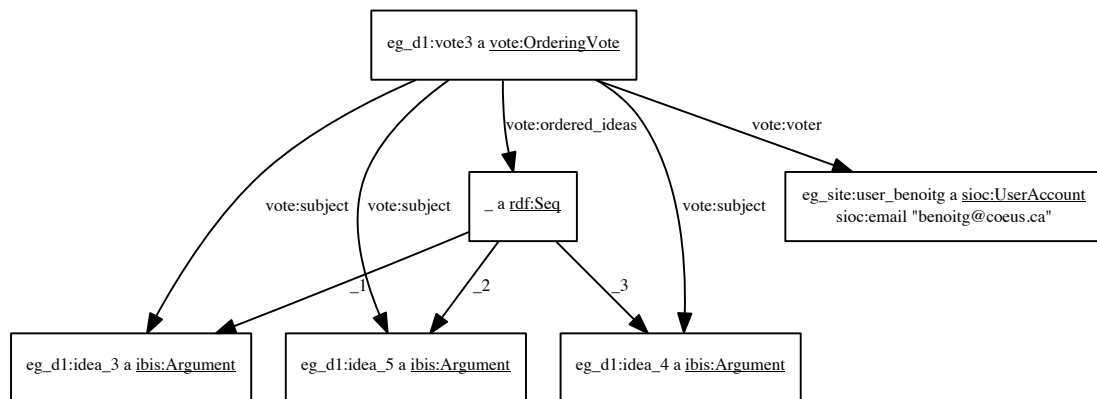 eg_d1:vote3 a vote:OrderingVote
vote:ordered_ideas
vote:voter
vote:subject
vote:subject
_ a rdf:Seq
vote:subject
eg_site:user_benoitg a sioc:UserAccount
sioc:email "benoitg@coeus.ca"
_1
_2
_3
eg_d1:idea_3 a ibis:Argument
eg_d1:idea_5 a ibis:Argument
eg_d1:idea_4 a ibis:Argument